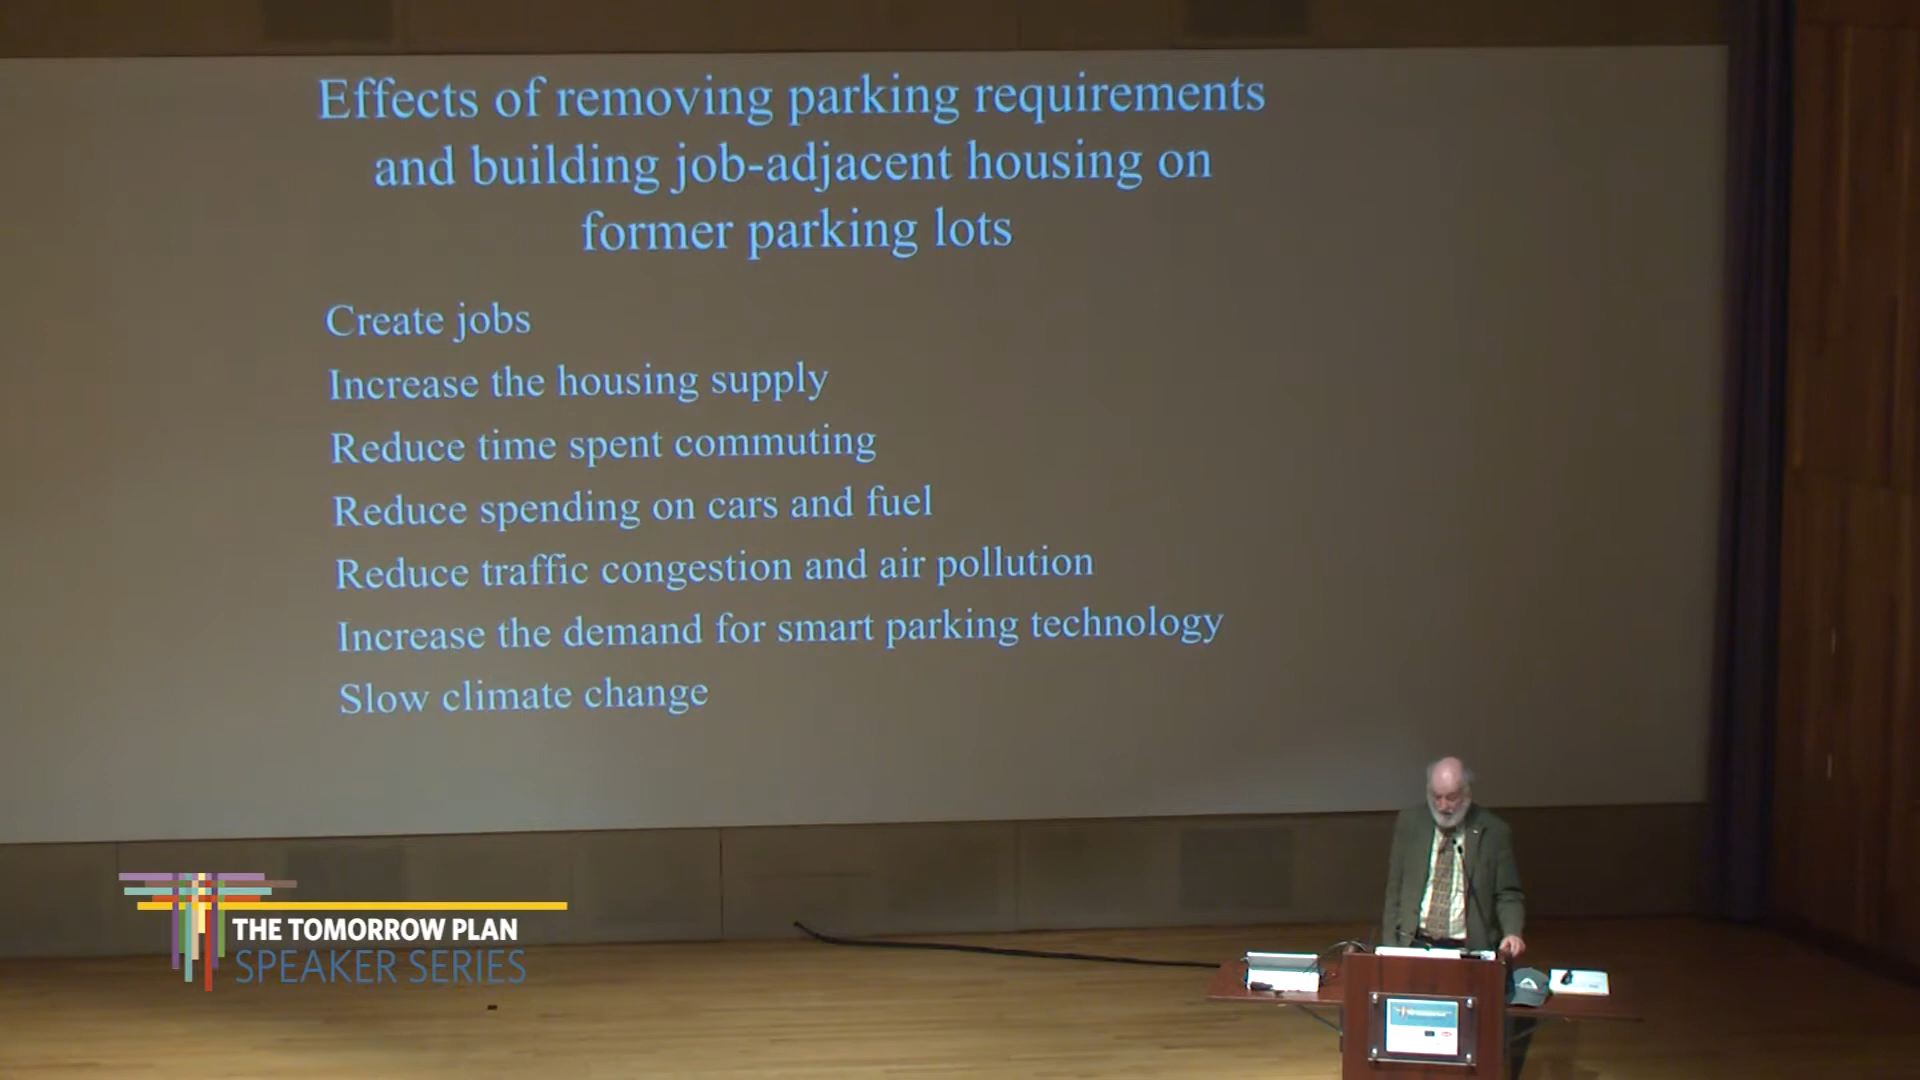 Effects of removing parking requirements
and building job-adjacent housing on
former parking lots
Create jobs
Increase the housing supply
Reduce time spent commuting
Reduce spending on cars and fuel
Reduce traffic congestion and air pollution
Increase the demand for smart parking technology
Slow climate change
THE TOMORROW PLAN
SPEAKER SERIES